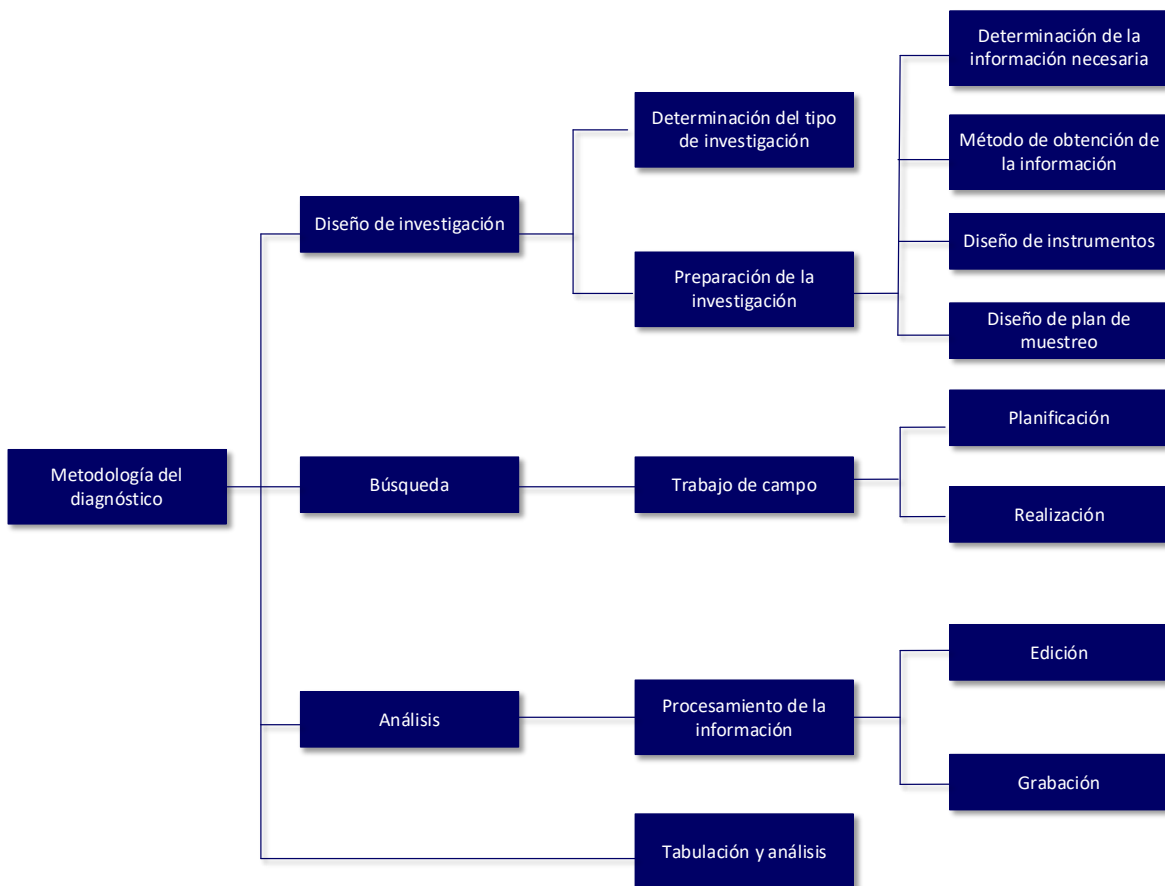 Metodología del
diagnóstico
Diseño de investigación
Determinación del tipo
de investigación
Preparación de la
investigación
Determinación de la
información necesaria
Método de obtención de
la información
Diseño de instrumentos
Diseño de plan de
muestreo
Búsqueda
Trabajo de campo
Planificación
Realización
Análisis
Procesamiento de la
información
Edición
Grabación
Tabulación y análisis